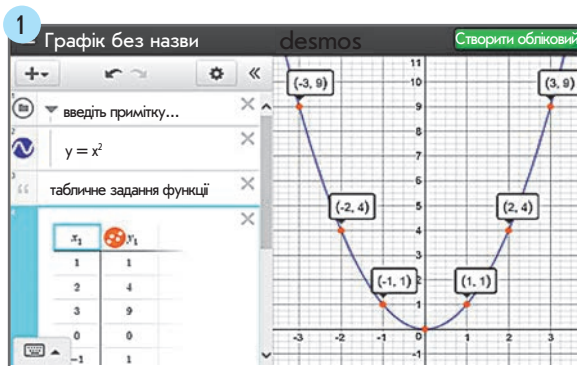 1
Графік без назви desmos Створити обліковий
введіть примітку...
y = x²
табличне задання функції
x₁ y₁
1 1
2 4
3 9
0 0
-1 1
11
10
9
8
7
6
5
4
3
2
1
-1
-3 -2 -1 0 1 2 3
(-3, 9) (3, 9)
(-2, 4) (2, 4)
(-1, 1) (1, 1)